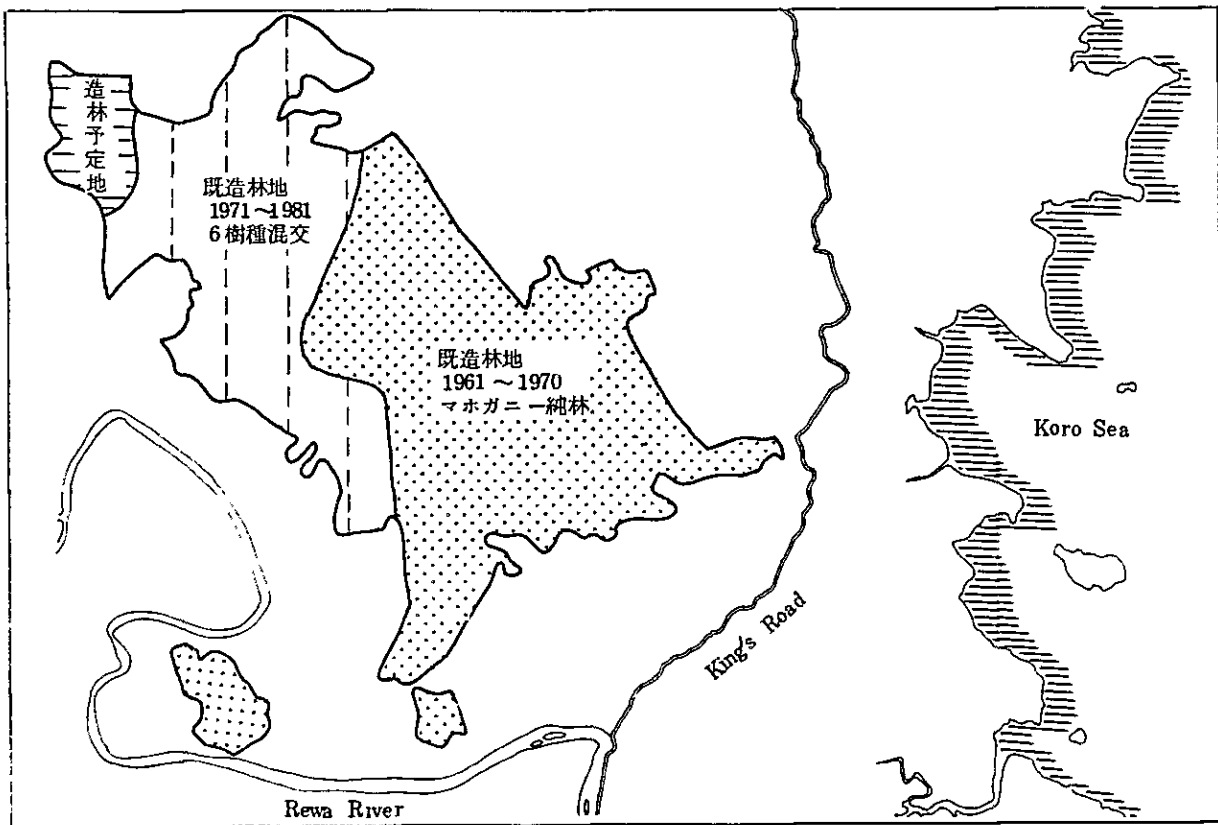 造林予定地
既造林地
1971~1981
6樹種混交
既造林地
1961~1970
マホガニー純林
Koro Sea
King's Road
Rewa River